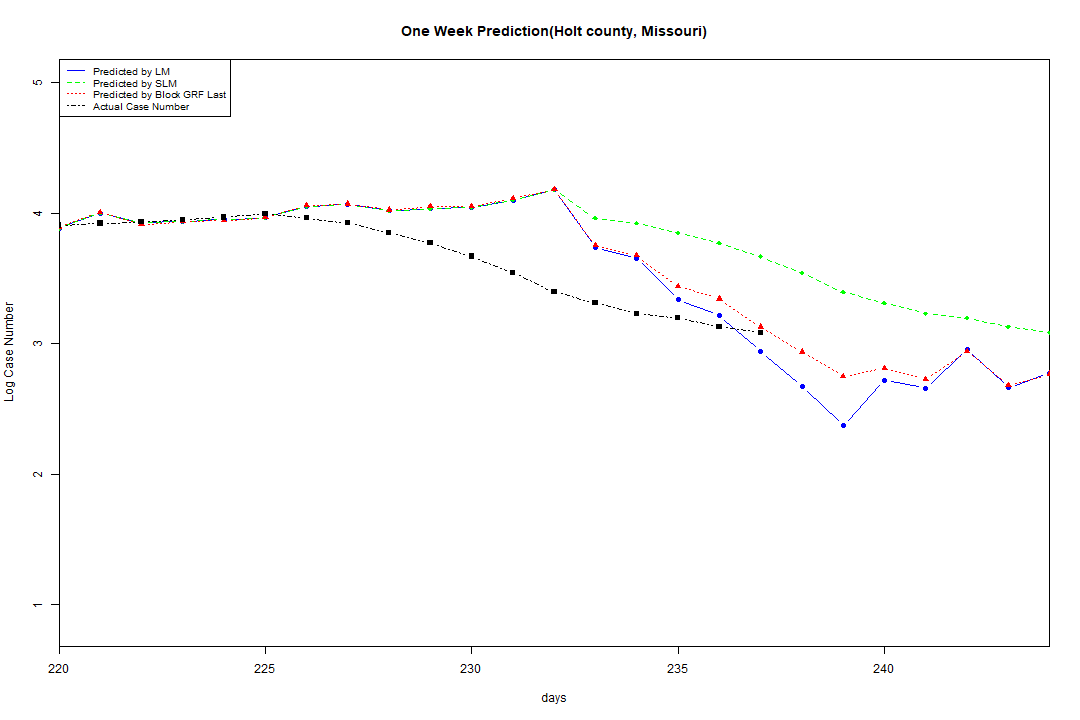 One Week Prediction(Holt county, Missouri)
Predicted by LM
Predicted by SLM
Predicted by Block GRF Last
Actual Case Number
5
4
3
2
1
Log Case Number
220
225
230
235
240
days